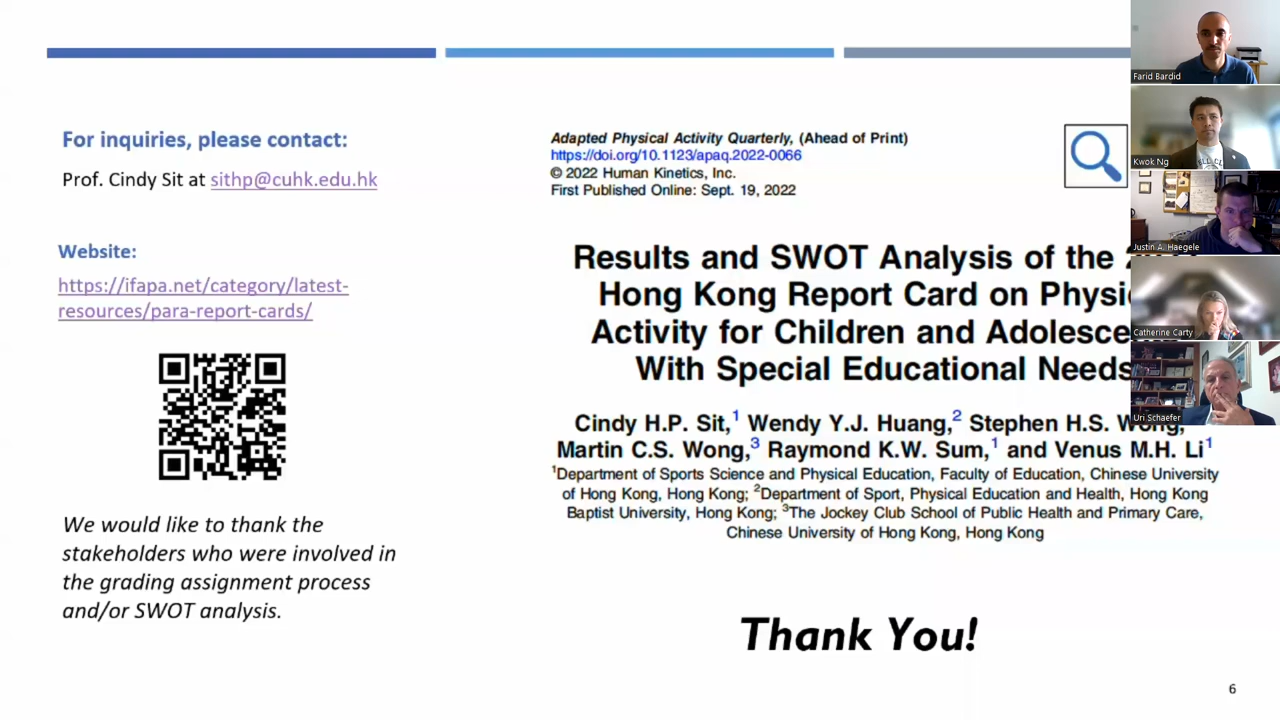 For inquiries, please contact:
Prof. Cindy Sit at sithp@cuhk.edu.hk
Website:
https://ifapa.net/category/latest-
resources/para-report-cards/
We would like to thank the
stakeholders who were involved in
the grading assignment process
and/or SWOT analysis.
Adapted Physical Activity Quarterly, (Ahead of Print)
https://doi.org/10.1123/apaq.2022-0066
© 2022 Human Kinetics, Inc.
First Published Online: Sept. 19, 2022
Results and SWOT Analysis of the
Hong Kong Report Card on
Activity for Children and
With Special Educational Needs
Cindy H.P. Sit,1 Wendy Y.J. Huang,2 Stephen H.S. Wong,
Martin C.S. Wong,3 Raymond K.W. Sum,1 and Venus M.H. Li1
1Department of Sports Science and Physical Education, Faculty of Education, Chinese University
of Hong Kong, Hong Kong; 2Department of Sport, Physical Education and Health, Hong Kong
Baptist University, Hong Kong; 3The Jockey Club School of Public Health and Primary Care,
Chinese University of Hong Kong, Hong Kong
Thank You!
6
Farid Bardid
Kwok Ng
Justin A. Haegele
Catherine Carty
Uri Schaefer